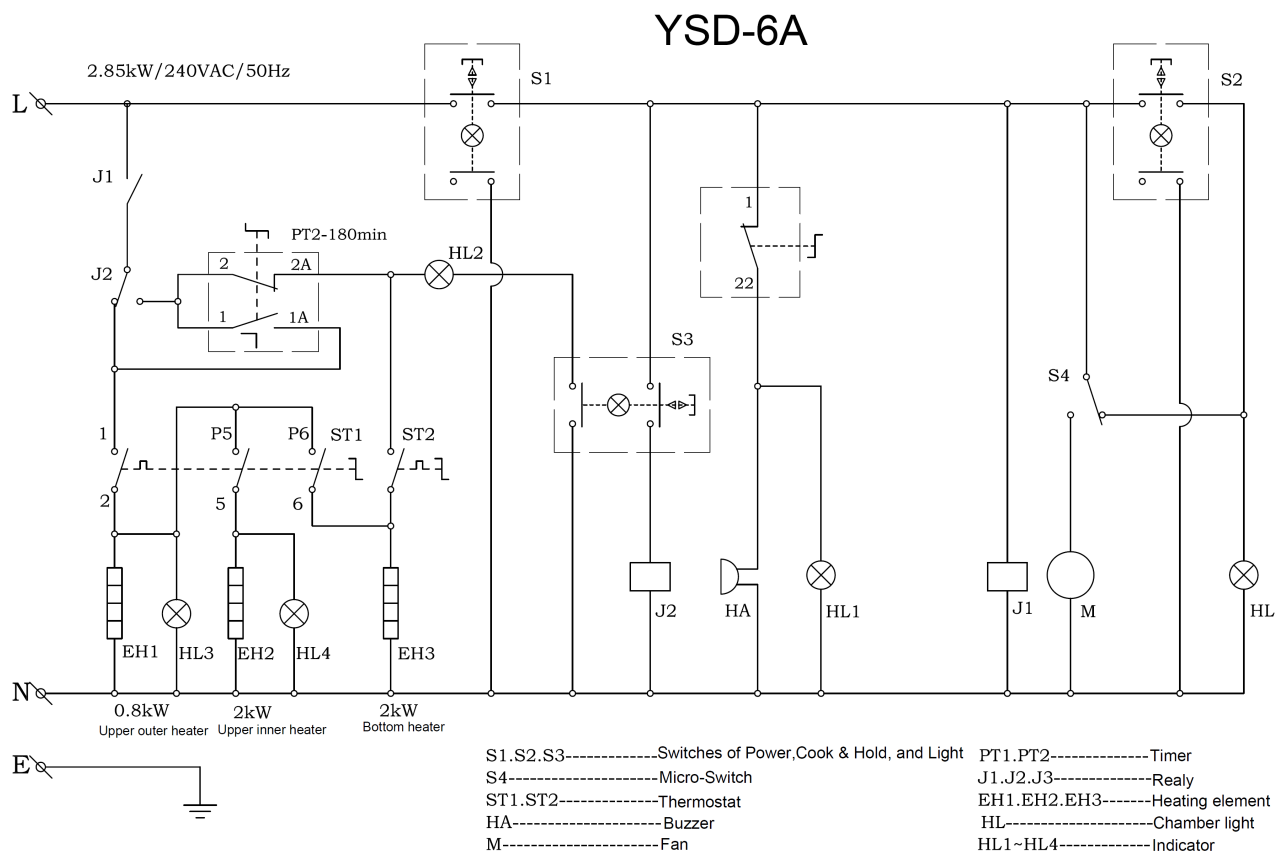 YSD-6A
2.85kW/240VAC/50Hz
S1
S2
L
J1
1
PT2-180min
HL2
J2
2
2A
22
1
1A
S3
S4
1
P5
P6
ST1
ST2
2
5
6
J2
HA
HL1
J1
M
HL
EH1
HL3
EH2
HL4
EH3
N
0.8kW
2kW
2kW
Upper outer heater
Upper inner heater
Bottom heater
E
S1.S2.S3-------------Switches of Power,Cook & Hold, and Light
S4----------------------Micro-Switch
ST1.ST2--------------Thermostat
HA----------------------Buzzer
M-----------------------Fan
PT1.PT2---------------Timer
J1.J2.J3---------------Realy
EH1.EH2.EH3------Heating element
HL----------------------Chamber light
HL1~HL4-------------Indicator